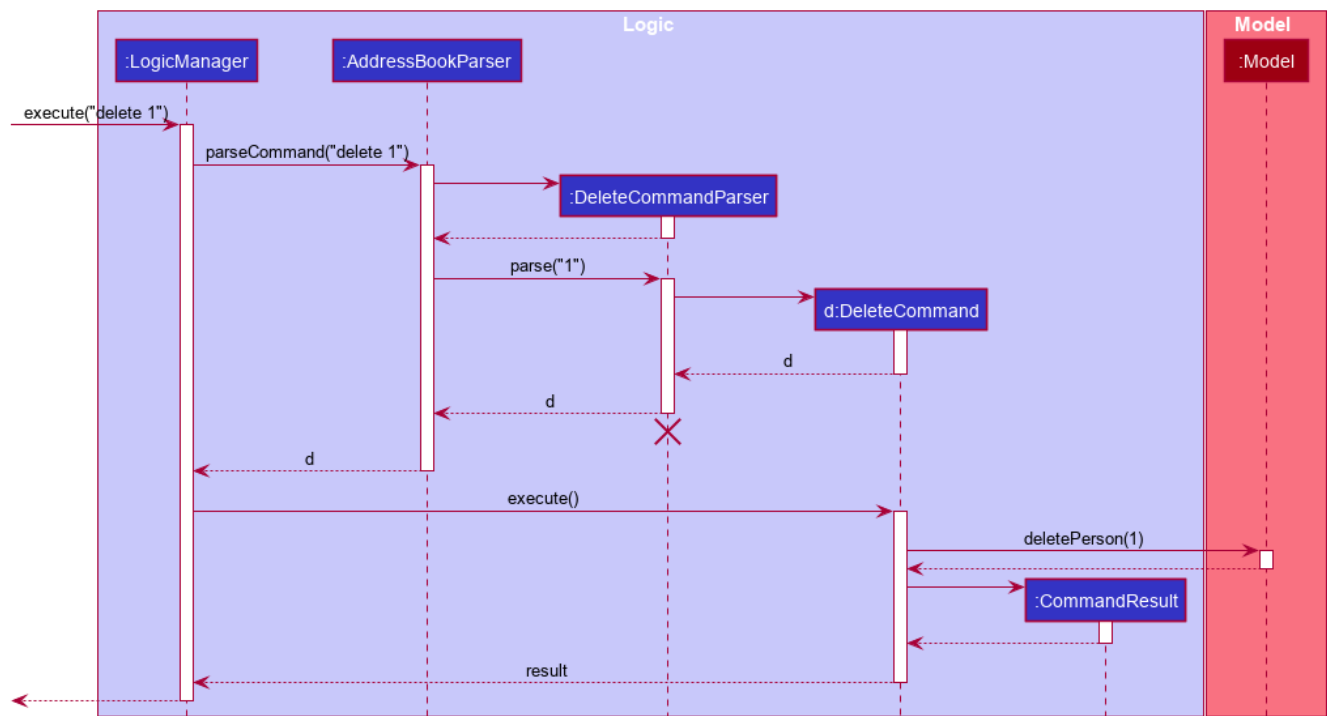 Logic
Model
:LogicManager
:AddressBookParser
:Model
execute("delete 1")
parseCommand("delete 1")
:DeleteCommandParser
parse("1")
d:DeleteCommand
d
d
d
execute()
deletePerson(1)
:CommandResult
result